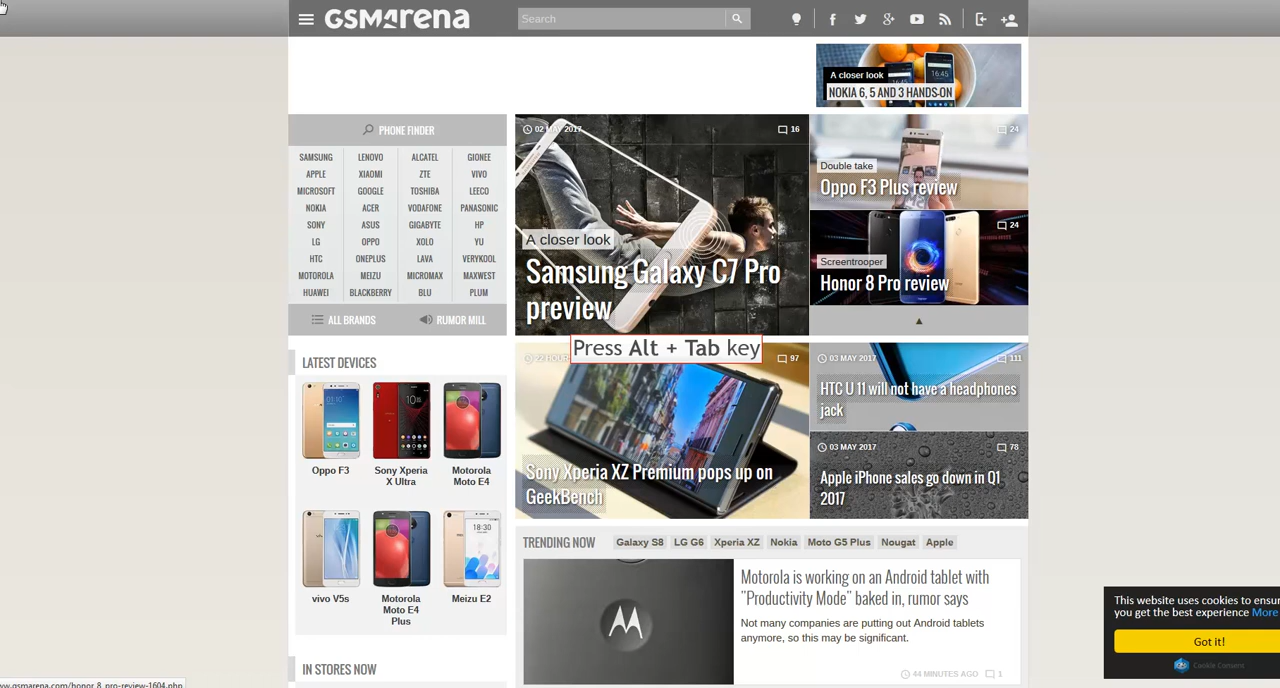 GSMArena
Search
A closer look
NOKIA 6, 5 AND 3 HANDS-ON
PHONE FINDER
SAMSUNG LENOVO ALCATEL GIONEE
APPLE XIAOMI ZTE VIVO
MICROSOFT GOOGLE TOSHIBA LEECO
NOKIA ACER VODAFONE PANASONIC
SONY ASUS GIGABYTE HP
LG OPPO XOLO YU
HTC ONEPLUS LAVA VERYKOOL
MOTOROLA MEIZU MICROMAX MAXWEST
HUAWEI BLACKBERRY BLU PLUM
ALL BRANDS RUMOR MILL
02 MAY 2017 16
A closer look
Samsung Galaxy C7 Pro
preview
24
Double take
Oppo F3 Plus review
24
Screentrooper
Honor 8 Pro review
Press Alt + Tab key
97
Sony Xperia XZ Premium pops up on
GeekBench
03 MAY 2017 111
HTC U 11 will not have a headphones
jack
03 MAY 2017 78
Apple iPhone sales go down in Q1
2017
LATEST DEVICES
Oppo F3
Sony Xperia
X Ultra
Motorola
Moto E4
vivo V5s
Motorola
Moto E4
Plus
Meizu E2
IN STORES NOW
TRENDING NOW Galaxy S8 LG G6 Xperia XZ Nokia Moto G5 Plus Nougat Apple
Motorola is working on an Android tablet with
"Productivity Mode" baked in, rumor says
Not many companies are putting out Android tablets
anymore, so this may be significant.
44 MINUTES AGO 1
This website uses cookies to ensur
you get the best experience More
Got it!
Cookie Consent
ww.gsmarena.com/honor_8_pro-review-1604.php